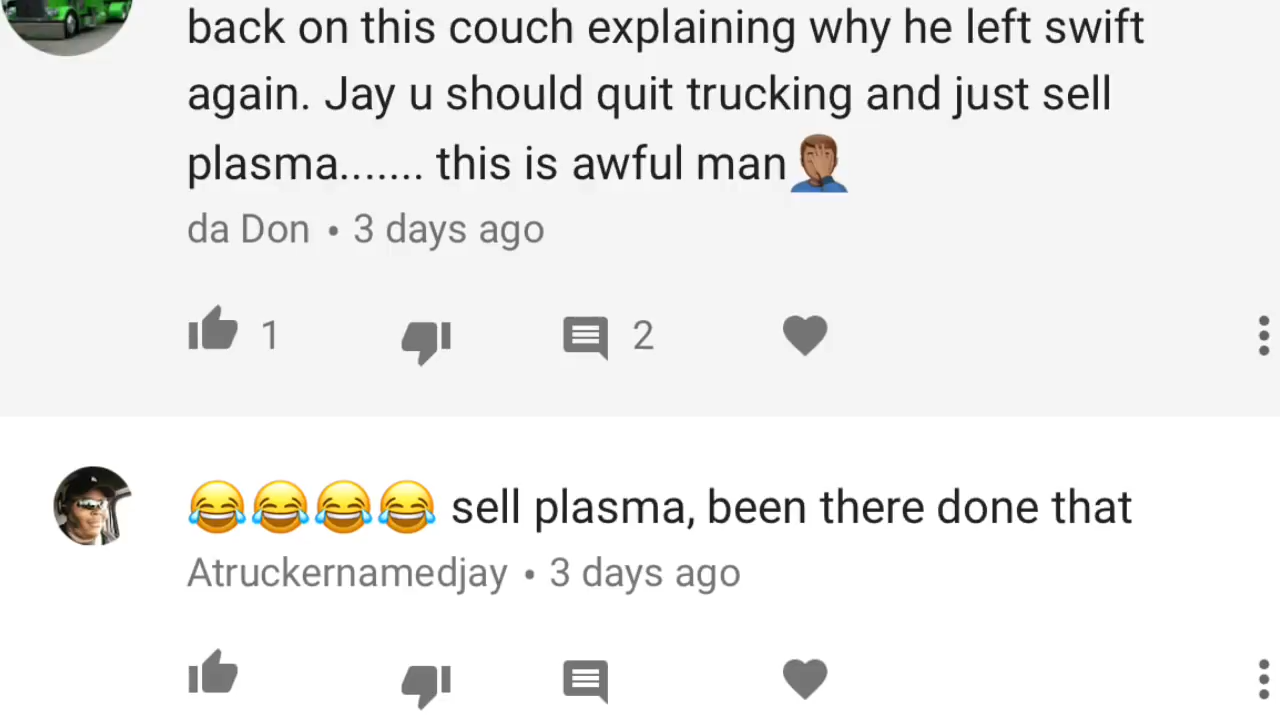 back on this couch explaining why he left swift
again. Jay u should quit trucking and just sell
plasma....... this is awful man🤦🏾‍♂️
da Don • 3 days ago
1 2
😂😂😂😂 sell plasma, been there done that
Atruckernamedjay • 3 days ago